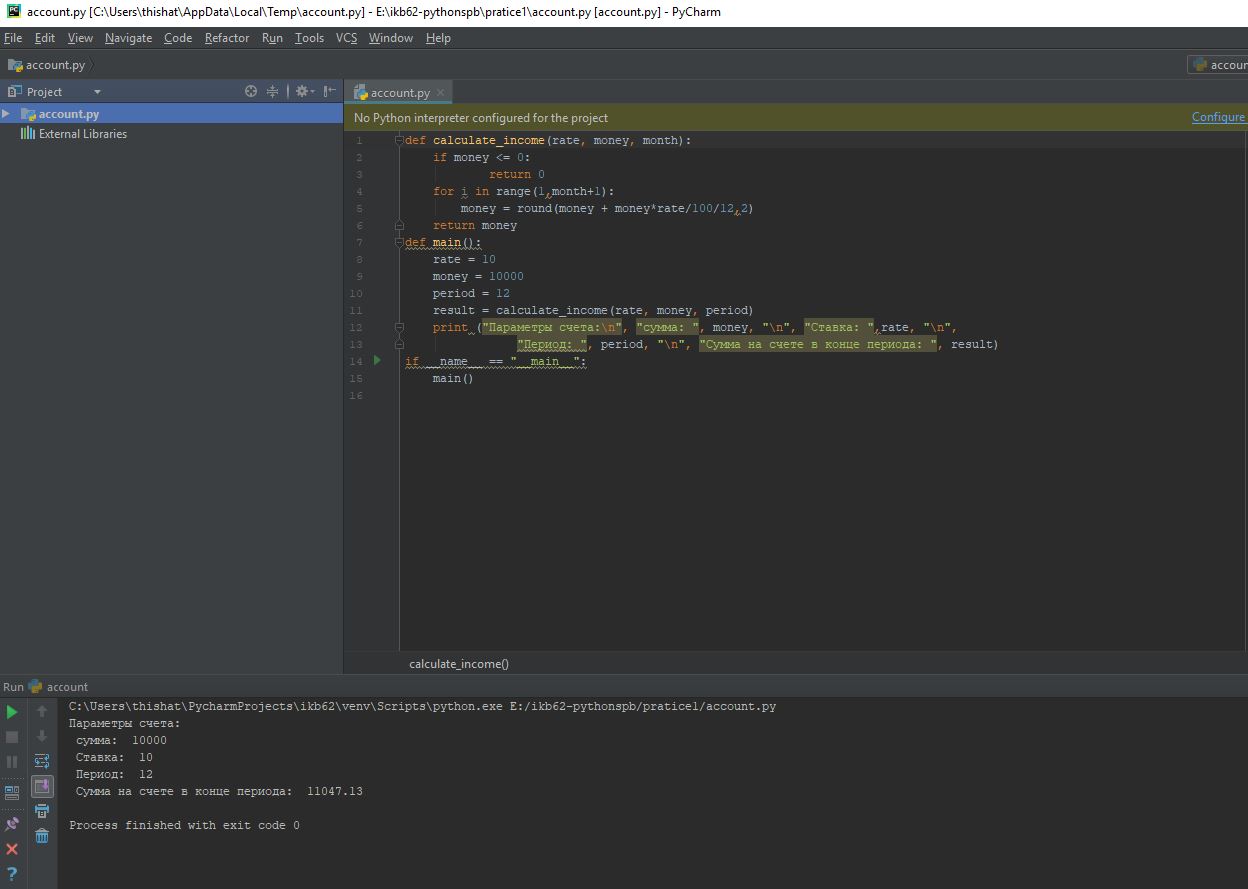 account.py [C:\Users\thishat\AppData\Local\Temp\account.py] - E:\ikb62-pythonspb\pratice1\account.py [account.py] - PyCharm
File Edit View Navigate Code Refactor Run Tools VCS Window Help
account.py
accoun
Project
account.py
account.py
No Python interpreter configured for the project
Configure
External Libraries
1 def calculate_income(rate, money, month):
2 if money <= 0:
3 return 0
4 for i in range(1,month+1):
5 money = round(money + money*rate/100/12,2)
6 return money
7 def main():
8 rate = 10
9 money = 10000
10 period = 12
11 result = calculate_income(rate, money, period)
12 print ("Параметры счета:\n", "сумма: ", money, "\n", "Ставка: ",rate, "\n",
13 "Период: ", period, "\n", "Сумма на счете в конце периода: ", result)
14 if __name__ == "__main__":
15 main()
16
calculate_income()
Run account
C:\Users\thishat\PycharmProjects\ikb62\venv\Scripts\python.exe E:/ikb62-pythonspb/pratice1/account.py
Параметры счета:
сумма: 10000
Ставка: 10
Период: 12
Сумма на счете в конце периода: 11047.13
Process finished with exit code 0